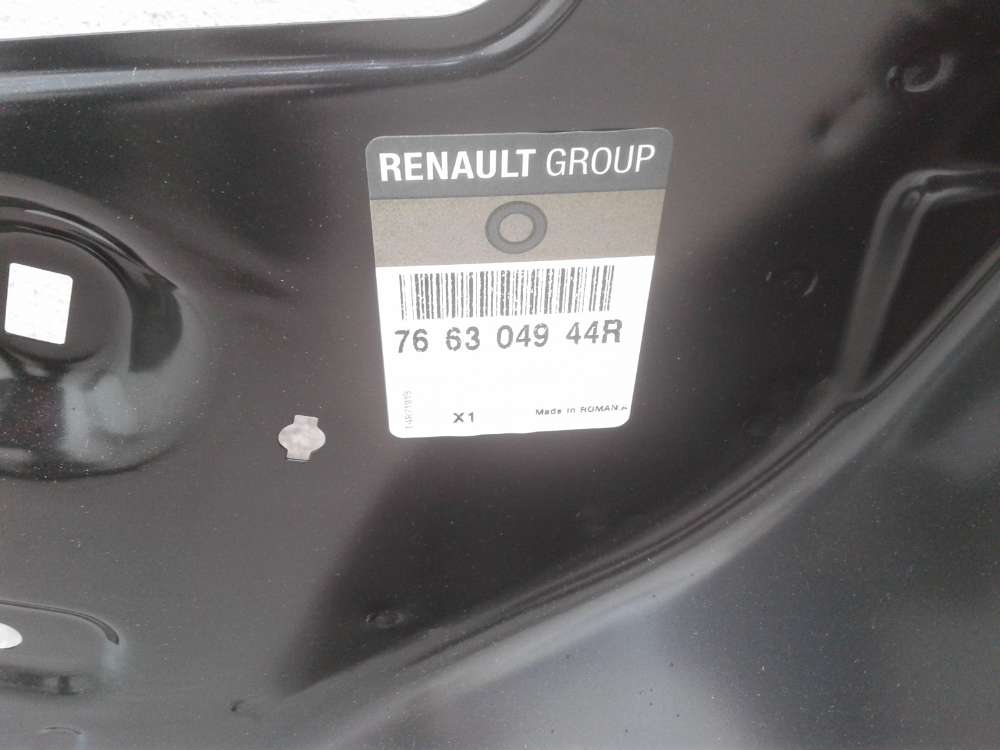 RENAULT GROUP
76 63 049 44R
X1
Made in ROMANIA